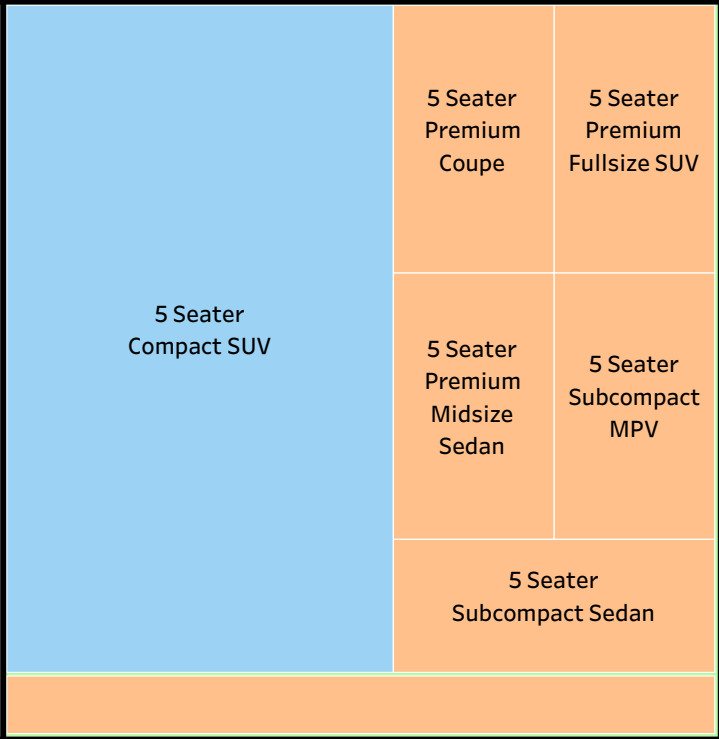 5 Seater
Compact SUV
5 Seater
Premium
Coupe
5 Seater
Premium
Fullsize SUV
5 Seater
Premium
Midsize
Sedan
5 Seater
Subcompact
MPV
5 Seater
Subcompact Sedan